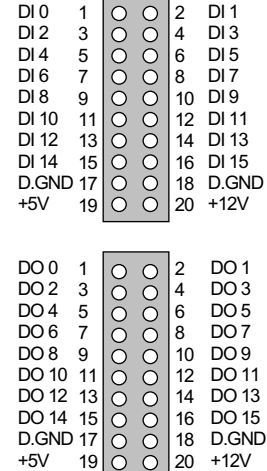 DI 0 1 2 DI 1
DI 2 3 4 DI 3
DI 4 5 6 DI 5
DI 6 7 8 DI 7
DI 8 9 10 DI 9
DI 10 11 12 DI 11
DI 12 13 14 DI 13
DI 14 15 16 DI 15
D.GND 17 18 D.GND
+5V 19 20 +12V
DO 0 1 2 DO 1
DO 2 3 4 DO 3
DO 4 5 6 DO 5
DO 6 7 8 DO 7
DO 8 9 10 DO 9
DO 10 11 12 DO 11
DO 12 13 14 DO 13
DO 14 15 16 DO 15
D.GND 17 18 D.GND
+5V 19 20 +12V